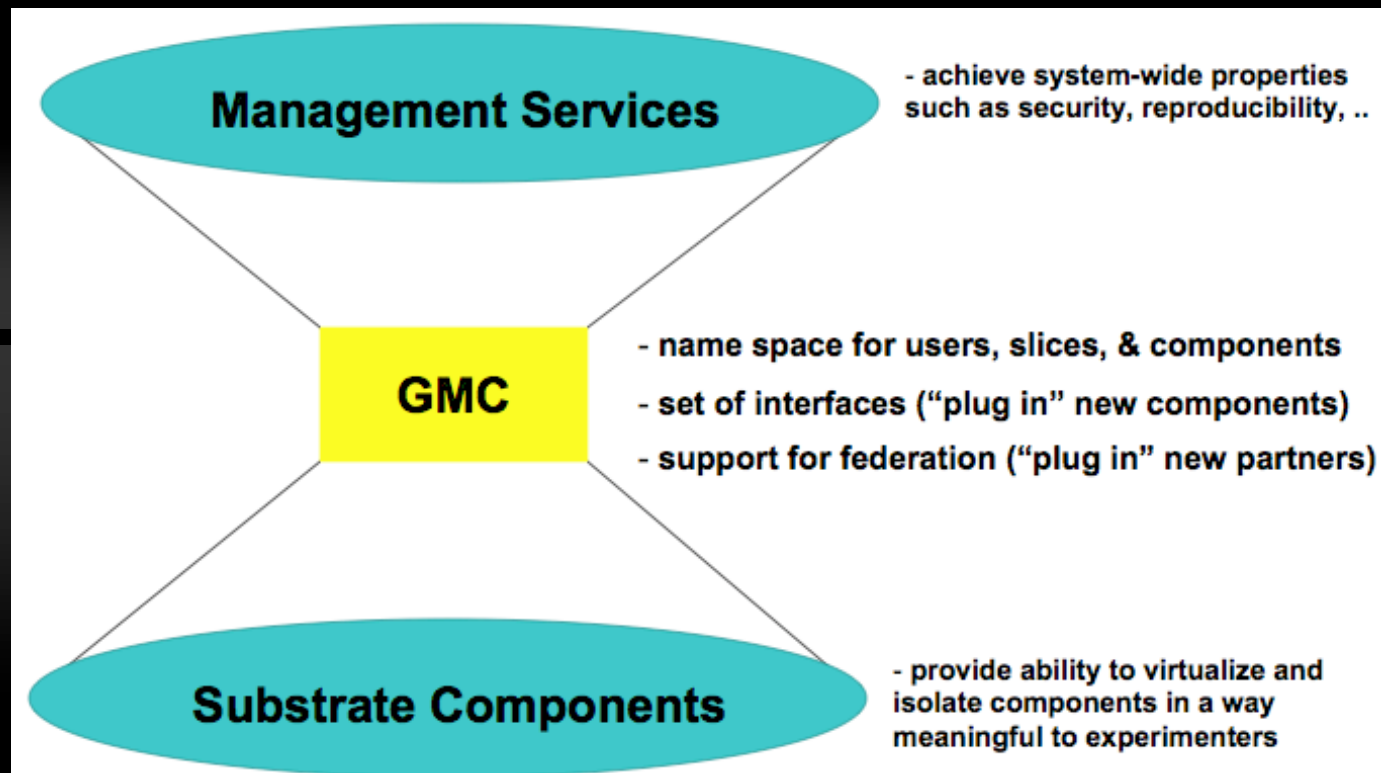 Management Services
- achieve system-wide properties
such as security, reproducibility, ..
GMC
- name space for users, slices, & components
- set of interfaces (“plug in” new components)
- support for federation (“plug in” new partners)
Substrate Components
- provide ability to virtualize and
isolate components in a way
meaningful to experimenters